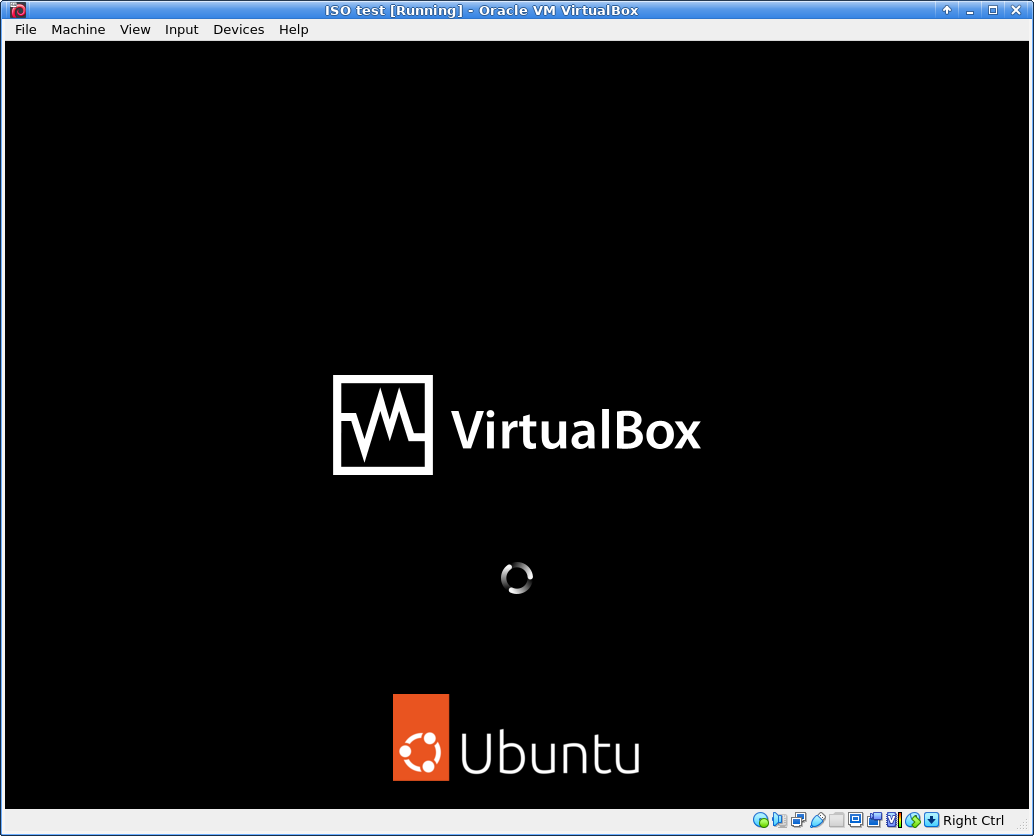 ISO test [Running] - Oracle VM VirtualBox
File Machine View Input Devices Help
VirtualBox
Ubuntu
Right Ctrl